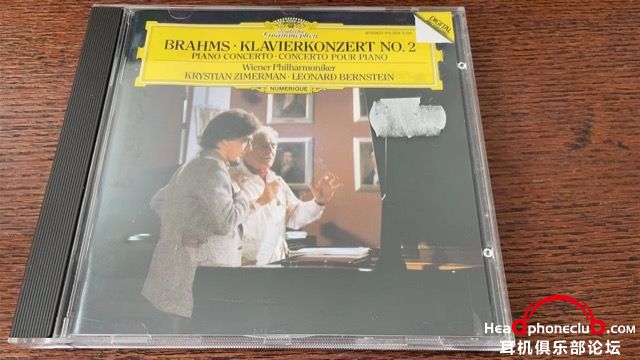 Deutsche
Grammophon
DIGITAL
STEREO
BRAHMS · KLAVIERKONZERT NO. 2
PIANO CONCERTO · CONCERTO POUR PIANO
Wiener Philharmoniker
KRYSTIAN ZIMERMAN · LEONARD BERNSTEIN
NUMERIQUE
Headphoneclub.com
耳机俱乐部论坛